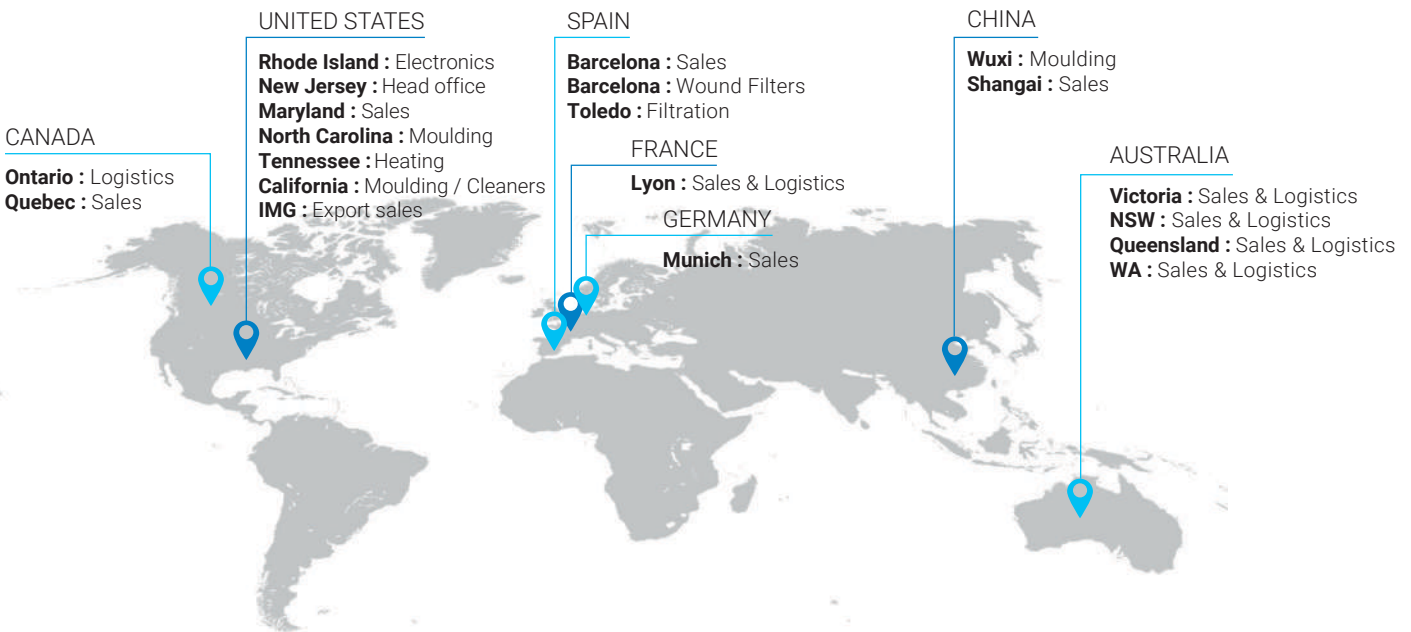 UNITED STATES
Rhode Island : Electronics
New Jersey : Head office
Maryland : Sales
North Carolina : Moulding
Tennessee : Heating
California : Moulding / Cleaners
IMG : Export sales
SPAIN
Barcelona : Sales
Barcelona : Wound Filters
Toledo : Filtration
CHINA
Wuxi : Moulding
Shangai : Sales
CANADA
Ontario : Logistics
Quebec : Sales
FRANCE
Lyon : Sales & Logistics
GERMANY
Munich : Sales
AUSTRALIA
Victoria : Sales & Logistics
NSW : Sales & Logistics
Queensland : Sales & Logistics
WA : Sales & Logistics